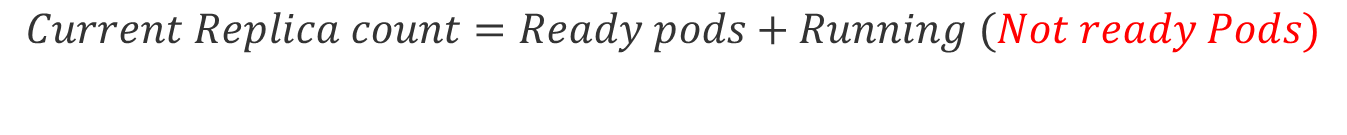 Current Replica count = Ready pods + Running (Not ready Pods)